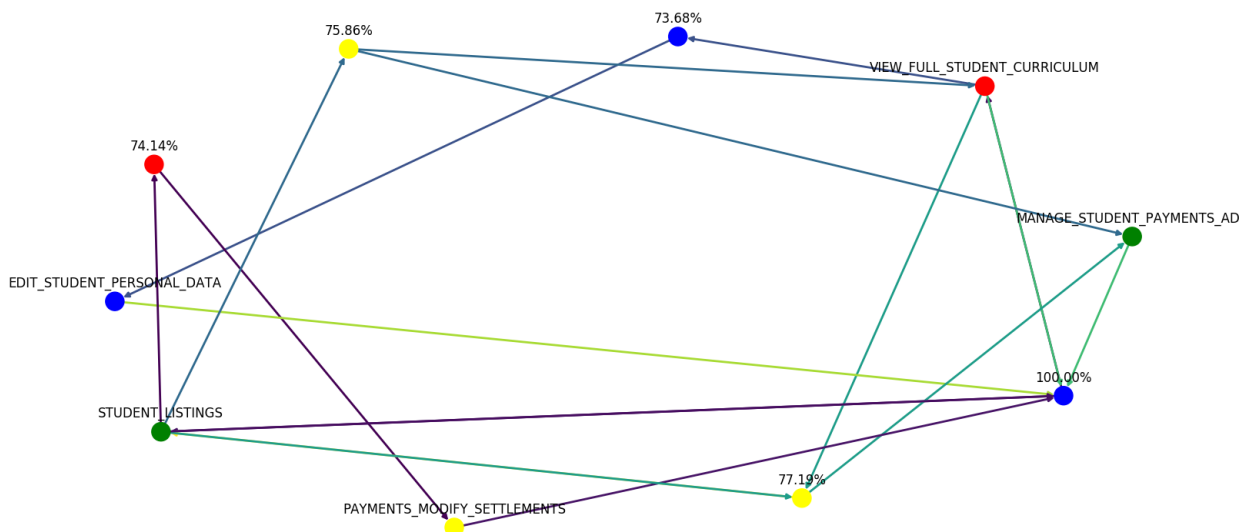 73.68%
75.86%
VIEW_FULL_STUDENT_CURRICULUM
74.14%
MANAGE_STUDENT_PAYMENTS_AD
EDIT_STUDENT_PERSONAL_DATA
100.00%
STUDENT_LISTINGS
77.19%
PAYMENTS_MODIFY_SETTLEMENTS